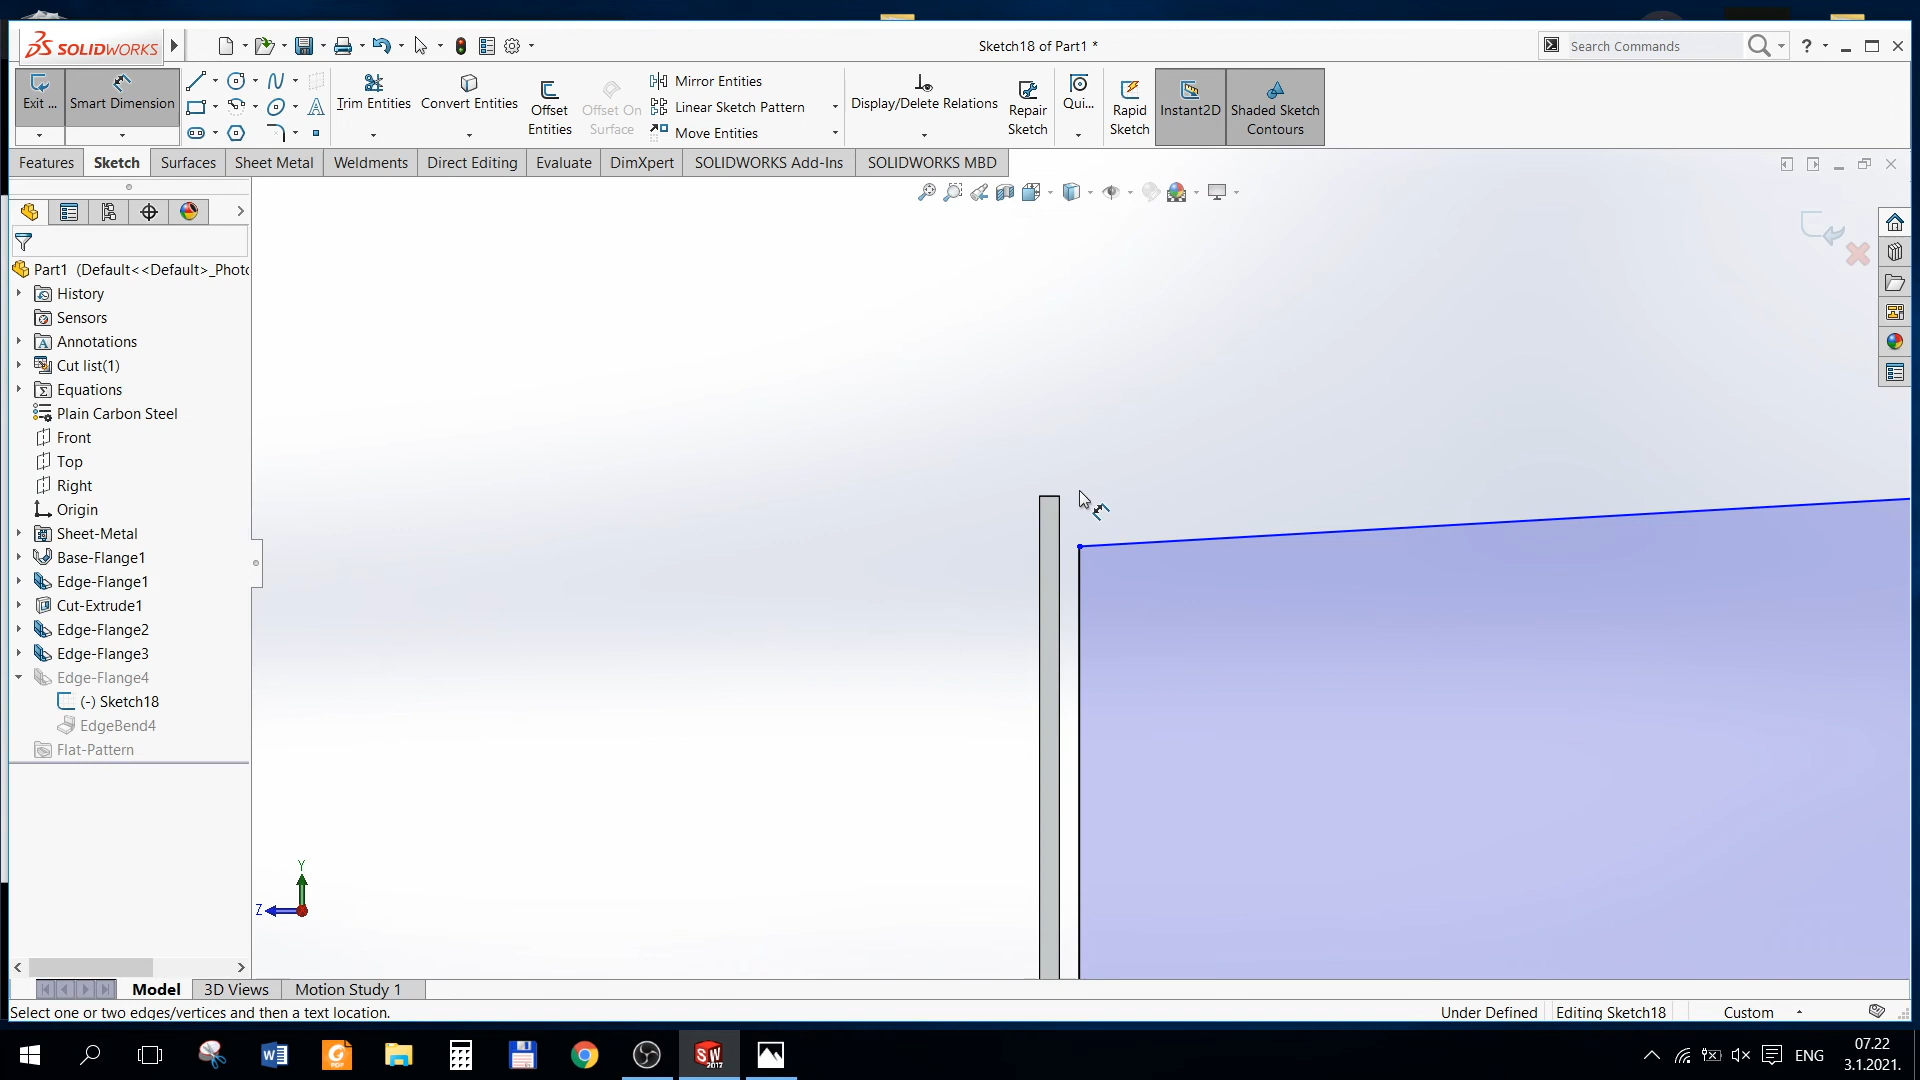 SOLIDWORKS
Sketch18 of Part1 *
Search Commands
?
Exit ...
Smart Dimension
Trim Entities
Convert Entities
Offset
Entities
Offset On
Surface
Mirror Entities
Linear Sketch Pattern
Move Entities
Display/Delete Relations
Repair
Sketch
Qui...
Rapid
Sketch
Instant2D
Shaded Sketch
Contours
Features
Sketch
Surfaces
Sheet Metal
Weldments
Direct Editing
Evaluate
DimXpert
SOLIDWORKS Add-Ins
SOLIDWORKS MBD
Part1 (Default<<Default>_Photo
History
Sensors
Annotations
Cut list(1)
Equations
Plain Carbon Steel
Front
Top
Right
Origin
Sheet-Metal
Base-Flange1
Edge-Flange1
Cut-Extrude1
Edge-Flange2
Edge-Flange3
Edge-Flange4
(-) Sketch18
EdgeBend4
Flat-Pattern
Y
Z
Model
3D Views
Motion Study 1
Select one or two edges/vertices and then a text location.
Under Defined
Editing Sketch18
Custom
ENG
07.22
3.1.2021.